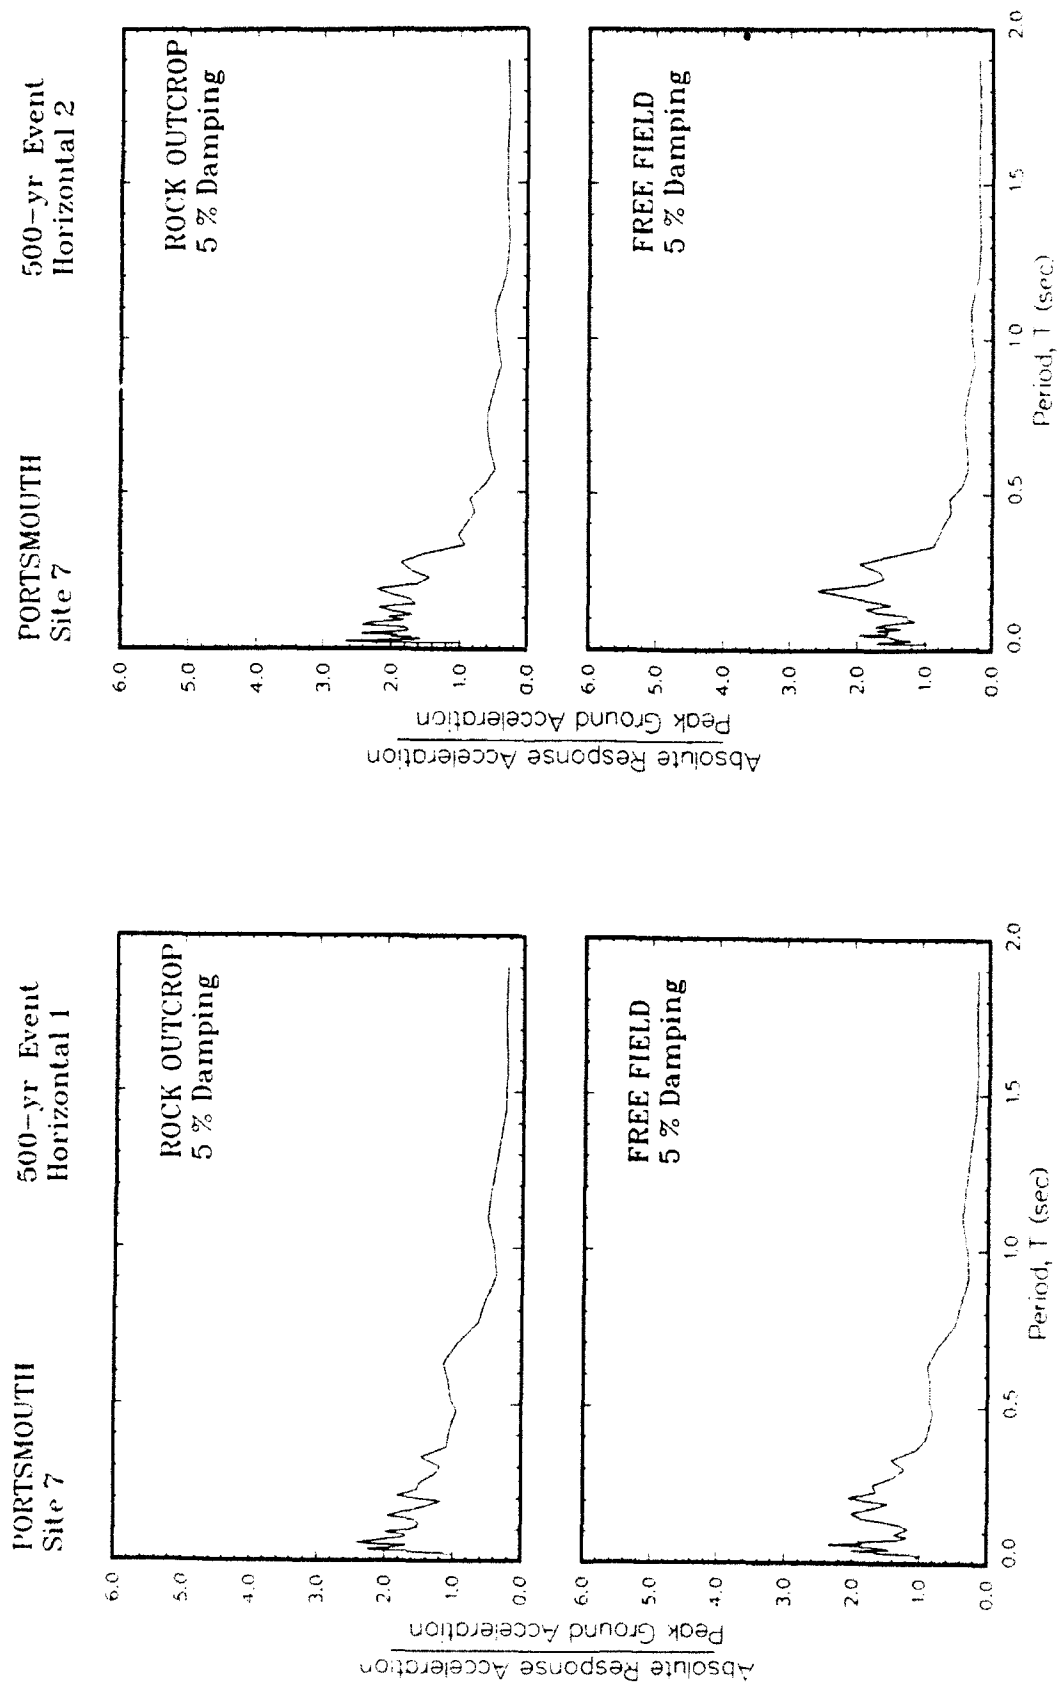 PORTSMOUTH
Site 7
500-yr Event
Horizontal 1
ROCK OUTCROP
5 % Damping
6.0
5.0
4.0
3.0
2.0
1.0
0.0
FREE FIELD
5 % Damping
6.0
5.0
4.0
3.0
2.0
1.0
0.0
Absolute Response Acceleration
Peak Ground Acceleration
0.0
0.5
1.0
1.5
2.0
Period, T (sec)
PORTSMOUTH
Site 7
500-yr Event
Horizontal 2
ROCK OUTCROP
5 % Damping
6.0
5.0
4.0
3.0
2.0
1.0
0.0
FREE FIELD
5 % Damping
6.0
5.0
4.0
3.0
2.0
1.0
0.0
Absolute Response Acceleration
Peak Ground Acceleration
0.0
0.5
1.0
1.5
2.0
Period, T (sec)